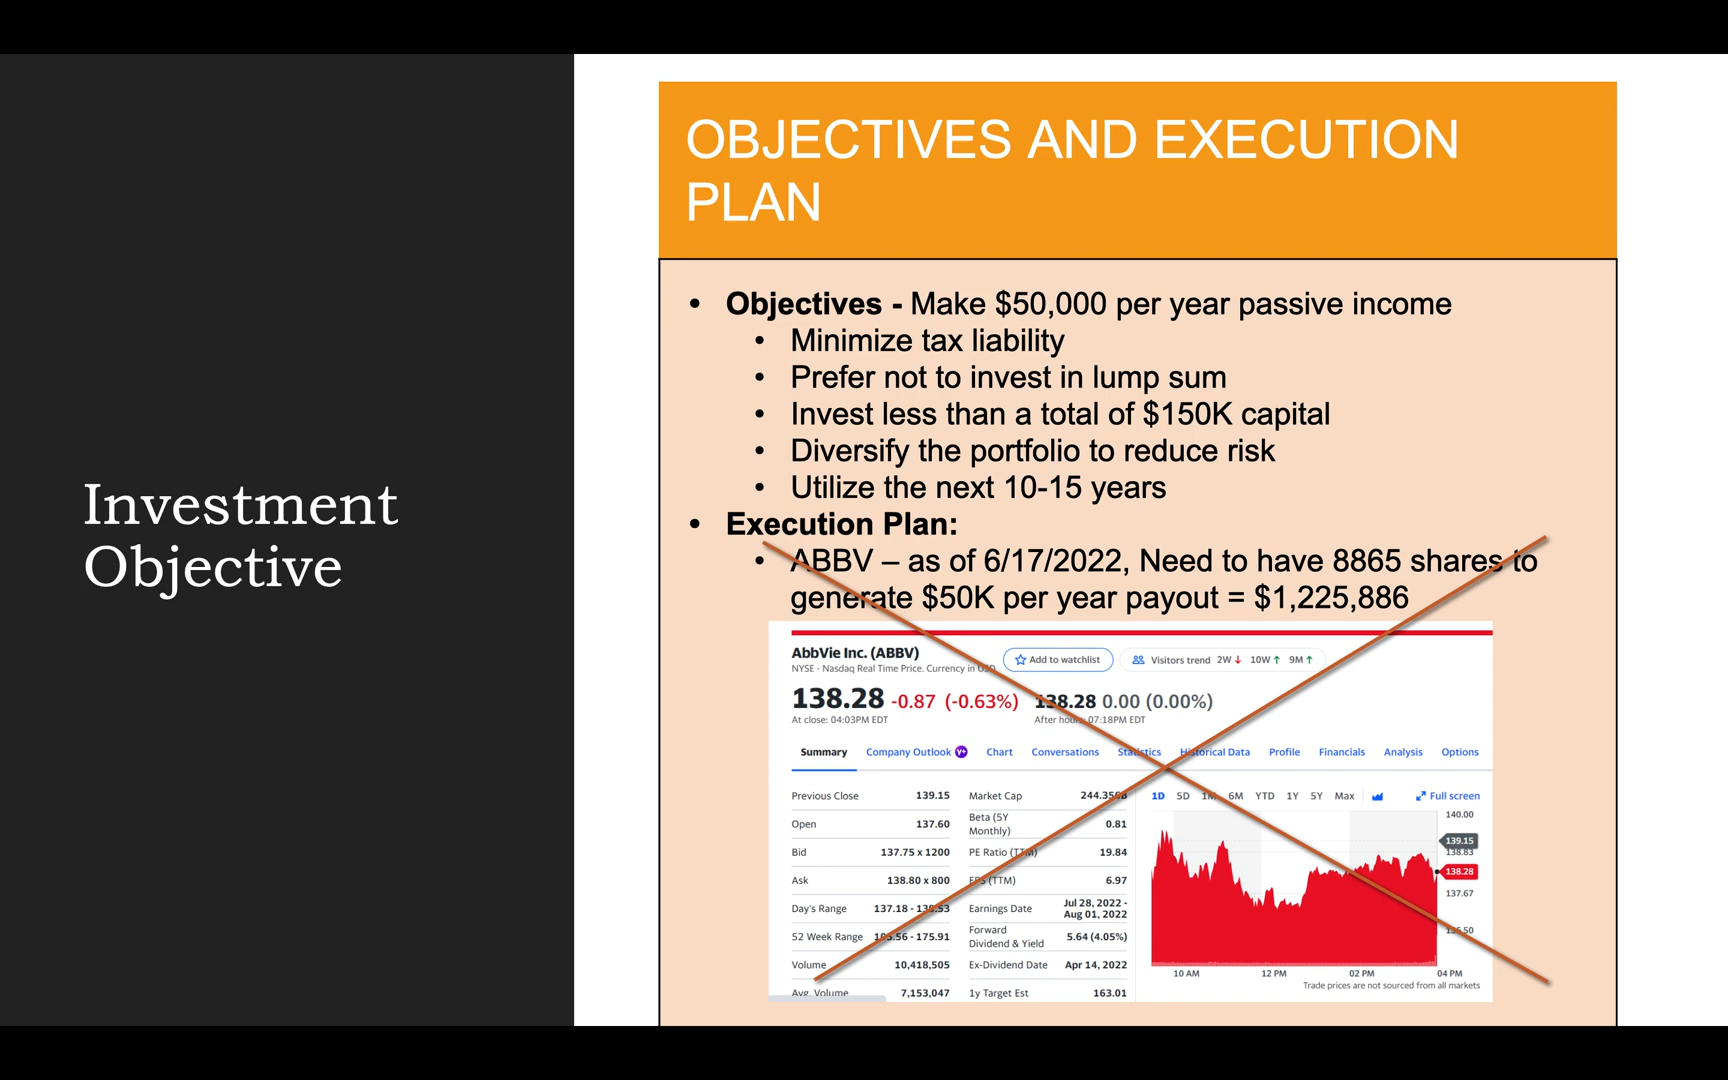 Investment
Objective
OBJECTIVES AND EXECUTION
PLAN
• Objectives - Make $50,000 per year passive income
• Minimize tax liability
• Prefer not to invest in lump sum
• Invest less than a total of $150K capital
• Diversify the portfolio to reduce risk
• Utilize the next 10-15 years
• Execution Plan:
• ABBV – as of 6/17/2022, Need to have 8865 shares to
generate $50K per year payout = $1,225,886
AbbVie Inc. (ABBV)
NYSE - Nasdaq Real Time Price. Currency in USD
Add to watchlist
Visitors trend 2W↓ 10W↑ 9M↑
138.28 -0.87 (-0.63%)
At close: 04:03PM EDT
138.28 0.00 (0.00%)
After hours: 07:18PM EDT
Summary Company Outlook Y+ Chart Conversations Statistics Historical Data Profile Financials Analysis Options
Previous Close 139.15
Open 137.60
Bid 137.75 x 1200
Ask 138.80 x 800
Day's Range 137.18 -
52 Week Range - 175.91
Volume 10,418,505
Avg. Volume 7,153,047
Market Cap 244.356B
Beta (5Y
Monthly) 0.81
PE Ratio (TTM) 19.84
EPS (TTM) 6.97
Earnings Date Jul 28, 2022 -
Aug 01, 2022
Forward
Dividend & Yield 5.64 (4.05%)
Ex-Dividend Date Apr 14, 2022
1y Target Est 163.01
1D 5D 1M 6M YTD 1Y 5Y Max Full screen
140.00
139.15
138.83
138.28
137.67
136.50
10 AM 12 PM 02 PM 04 PM
Trade prices are not sourced from all markets